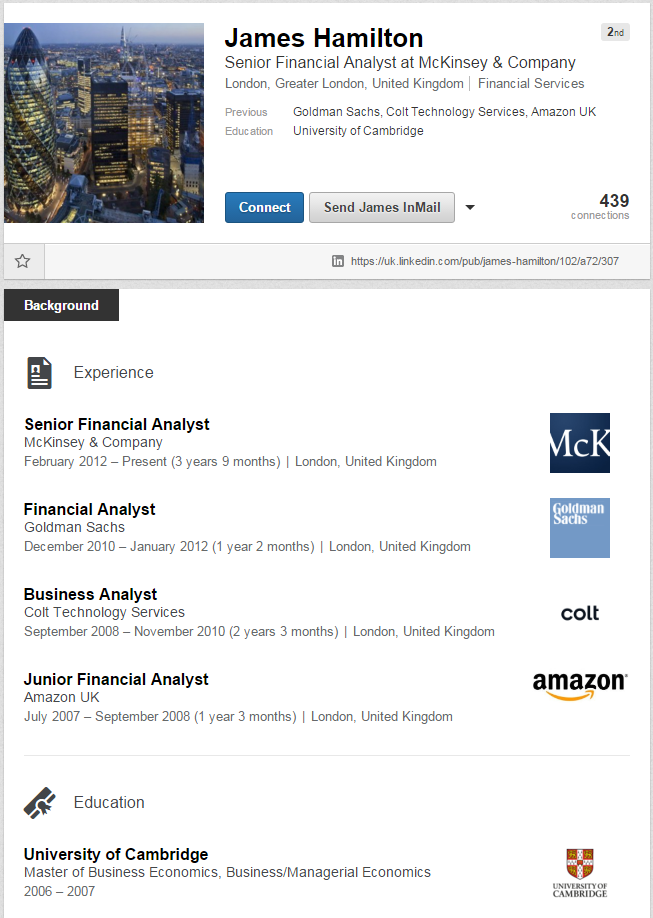 James Hamilton
2nd
Senior Financial Analyst at McKinsey & Company
London, Greater London, United Kingdom | Financial Services
Previous Goldman Sachs, Colt Technology Services, Amazon UK
Education University of Cambridge
Connect
Send James InMail
439
connections
in https://uk.linkedin.com/pub/james-hamilton/102/a72/307
Background
Experience
Senior Financial Analyst
McKinsey & Company
February 2012 – Present (3 years 9 months) | London, United Kingdom
McK
Financial Analyst
Goldman Sachs
December 2010 – January 2012 (1 year 2 months) | London, United Kingdom
Goldman
Sachs
Business Analyst
Colt Technology Services
September 2008 – November 2010 (2 years 3 months) | London, United Kingdom
colt
Junior Financial Analyst
Amazon UK
July 2007 – September 2008 (1 year 3 months) | London, United Kingdom
amazon
Education
University of Cambridge
Master of Business Economics, Business/Managerial Economics
2006 – 2007
UNIVERSITY OF
CAMBRIDGE